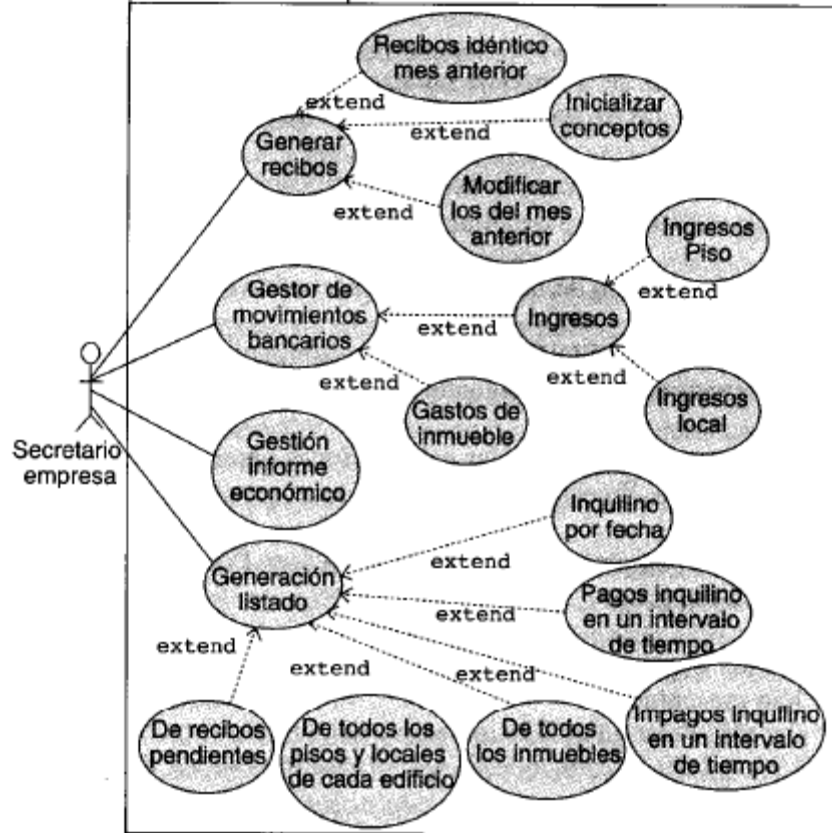 Recibos idéntico
mes anterior
extend
Inicializar
conceptos
extend
Generar
recibos
Modificar
los del mes
anterior
extend
Ingresos
Piso
extend
Gestor de
movimientos
bancarios
extend
Ingresos
extend
extend
Gastos de
inmueble
Ingresos
local
Secretario
empresa
Gestión
informe
económico
Inquilino
por fecha
extend
Generación
listado
Pagos inquilino
en un intervalo
de tiempo
extend
extend
extend
extend
De recibos
pendientes
De todos los
pisos y locales
de cada edificio
De todos
los inmuebles
Impagos inquilino
en un intervalo
de tiempo